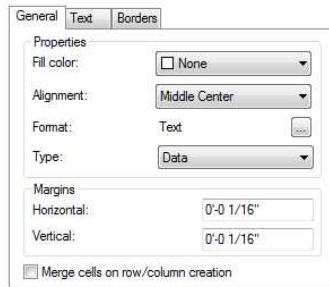 General Text Borders
Properties
Fill color: None
Alignment: Middle Center
Format: Text ...
Type: Data
Margins
Horizontal: 0'-0 1/16"
Vertical: 0'-0 1/16"
Merge cells on row/column creation